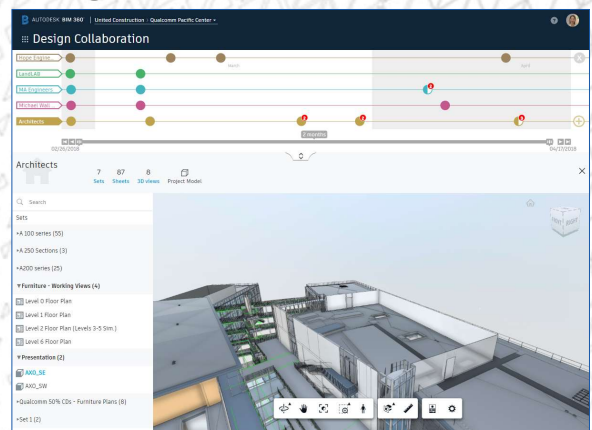 AUTODESK BIM 360° United Construction - Qualcomm Pacific Center
Design Collaboration
Hope Engine...
LandLAB
MA Engineers
Michael Wall
Architects
March
April
2 months
02/26/2018
04/17/2018
Architects
7 87 8
Sets Sheets 3D views Project Model
Search
Sets
A 100 series (55)
A 250 Sections (3)
A200 series (25)
Furniture - Working Views (4)
Level 0 Floor Plan
Level 1 Floor Plan
Level 2 Floor Plan (Levels 3-5 Sim.)
Level 6 Floor Plan
Presentation (2)
AXO_SE
AXO_SW
Qualcomm 50% CDs - Furniture Plans (8)
Set 1 (2)